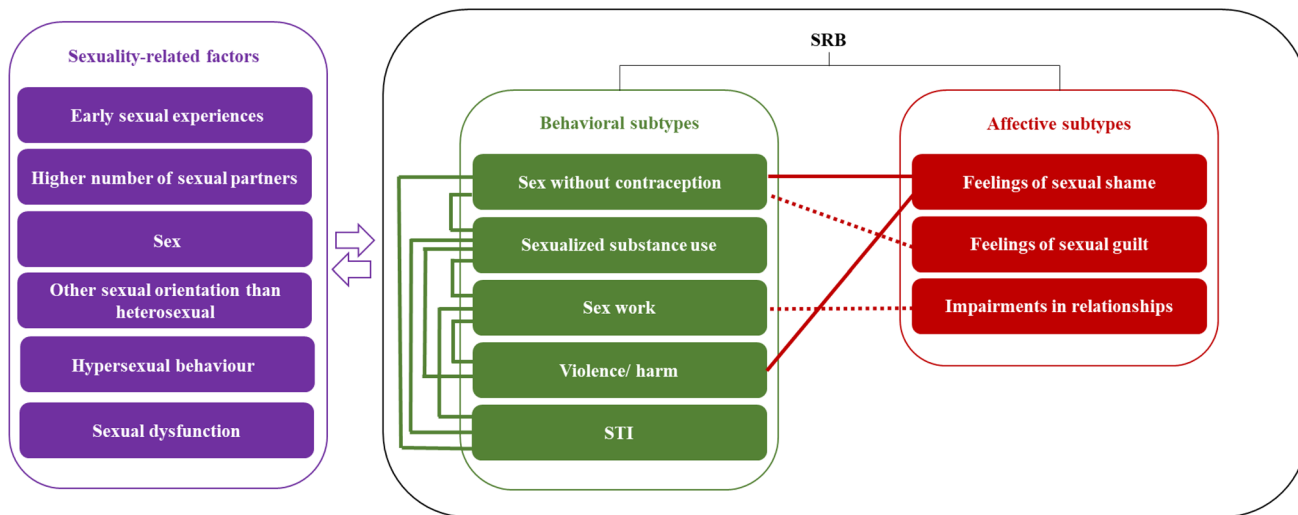 Sexuality-related factors
Early sexual experiences
Higher number of sexual partners
Sex
Other sexual orientation than
heterosexual
Hypersexual behaviour
Sexual dysfunction
SRB
Behavioral subtypes
Sex without contraception
Sexualized substance use
Sex work
Violence/ harm
STI
Affective subtypes
Feelings of sexual shame
Feelings of sexual guilt
Impairments in relationships